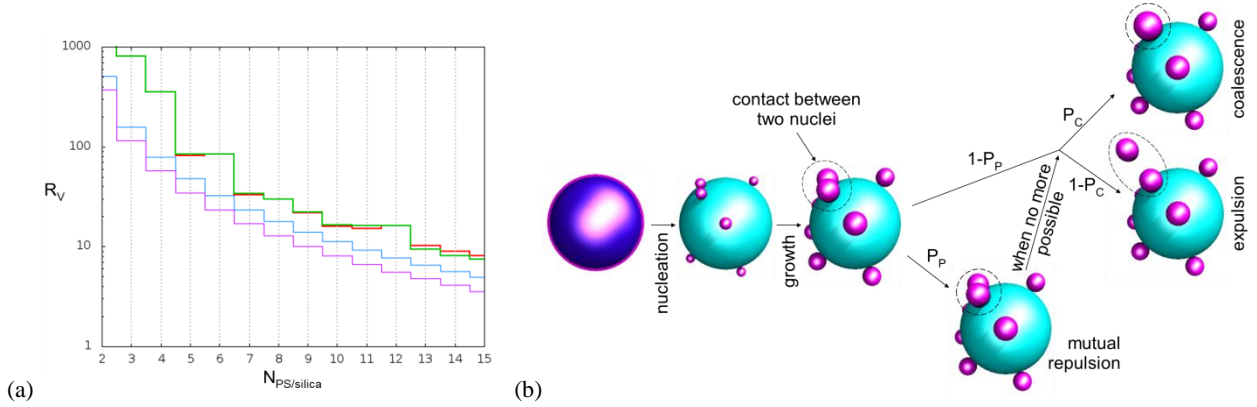 1000
100
10
1
R_V
2 3 4 5 6 7 8 9 10 11 12 13 14 15
N_PS/silica
(a)
(b)
nucleation
growth
contact between
two nuclei
1-P_P
P_P
when no more
possible
mutual
repulsion
P_C
1-P_C
coalescence
expulsion